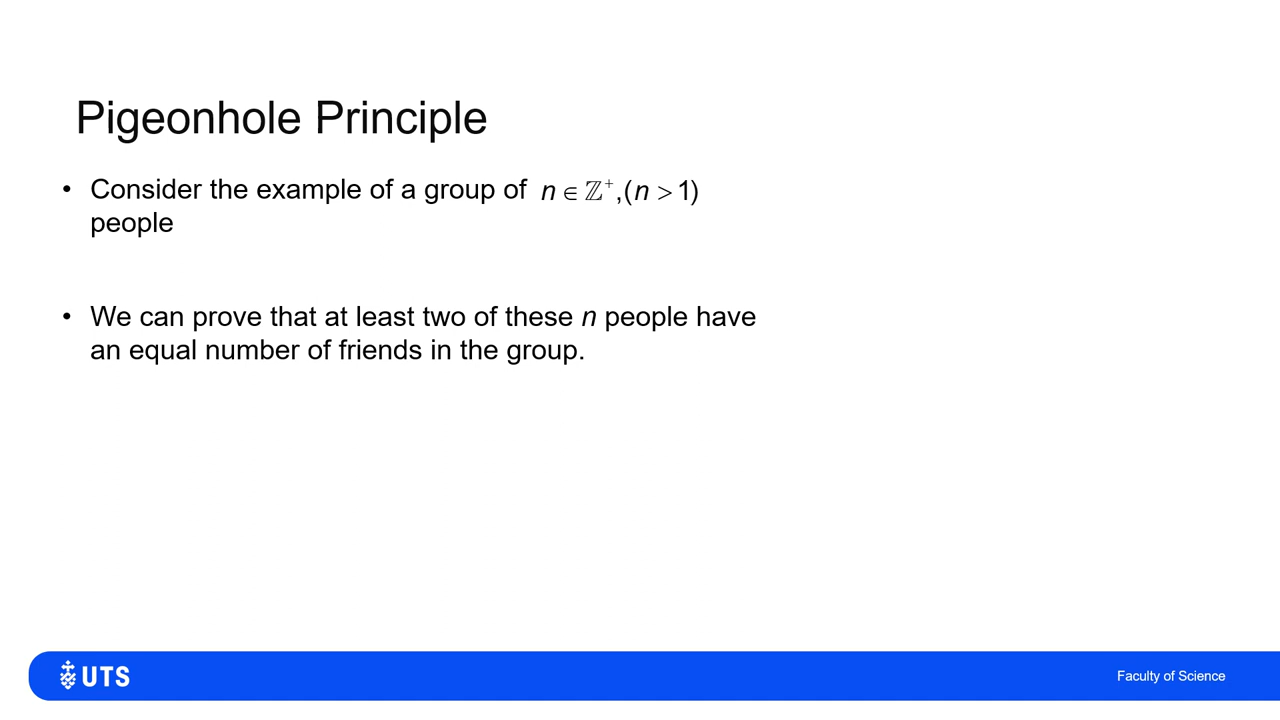 Pigeonhole Principle
• Consider the example of a group of n ∈ ℤ⁺,(n > 1)
people
• We can prove that at least two of these n people have
an equal number of friends in the group.
UTS
Faculty of Science